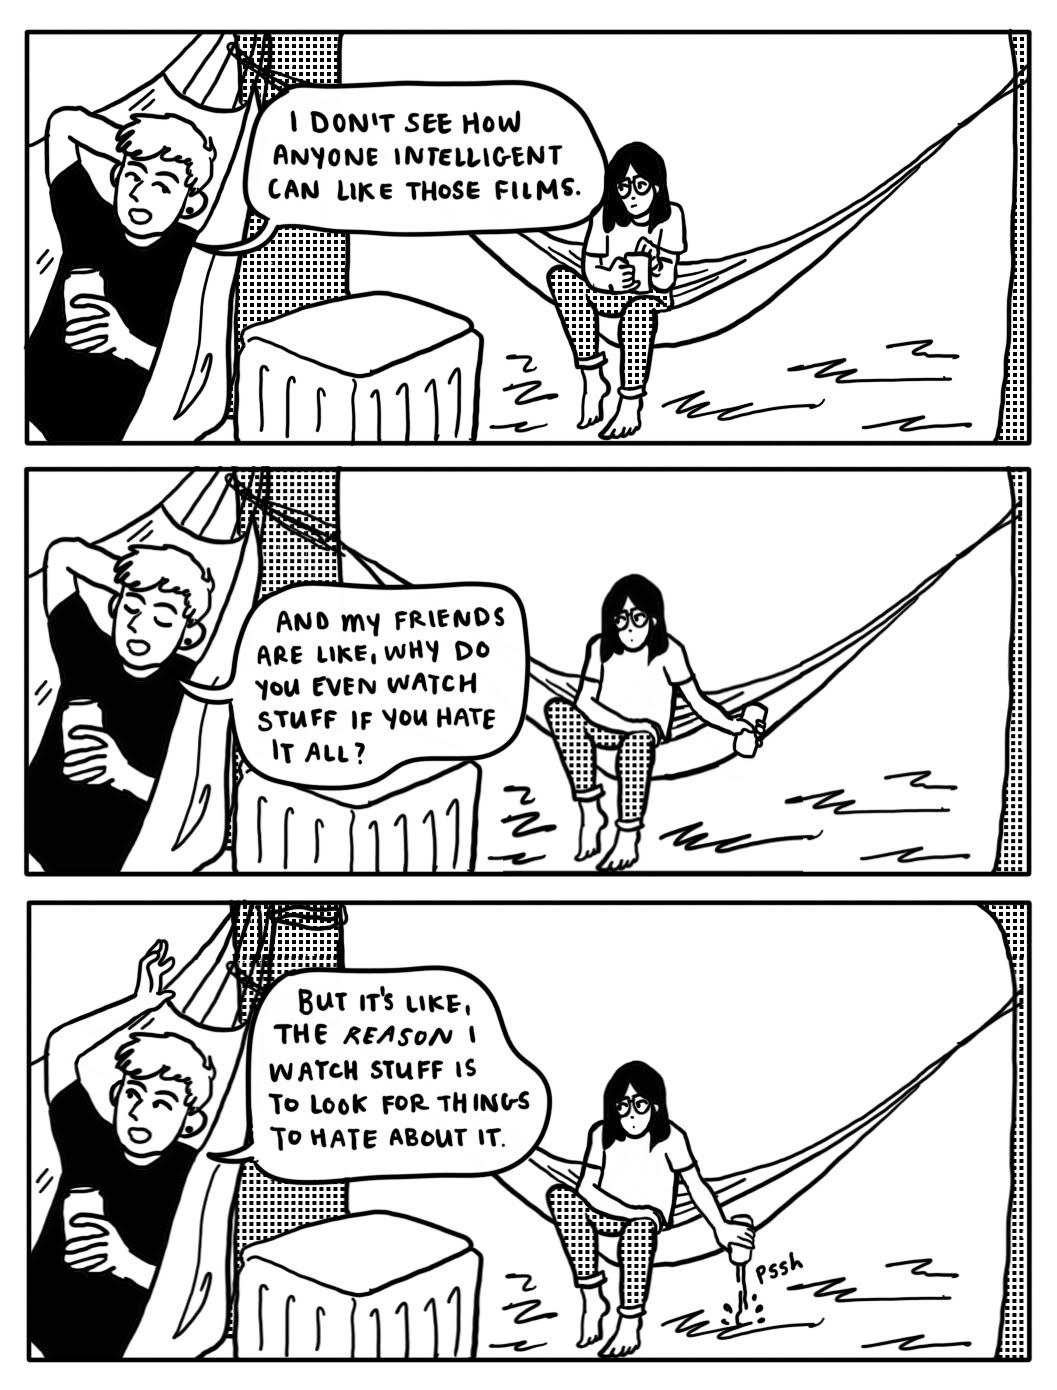 I DON'T SEE HOW
ANYONE INTELLIGENT
CAN LIKE THOSE FILMS.
AND MY FRIENDS
ARE LIKE, WHY DO
YOU EVEN WATCH
STUFF IF YOU HATE
IT ALL?
BUT IT'S LIKE,
THE REASON I
WATCH STUFF IS
TO LOOK FOR THINGS
TO HATE ABOUT IT.
pssh